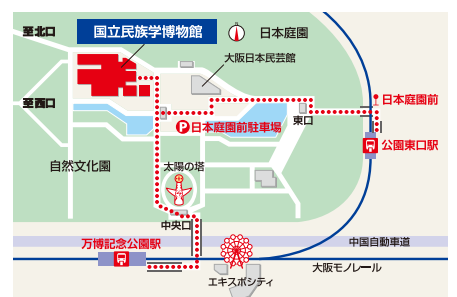 至北口
国立民族学博物館
日本庭園
大阪日本民芸館
至西口
日本庭園前
P日本庭園前駐車場
東口
公園東口駅
自然文化園
太陽の塔
中央口
万博記念公園駅
中国自動車道
大阪モノレール
エキスポシティ